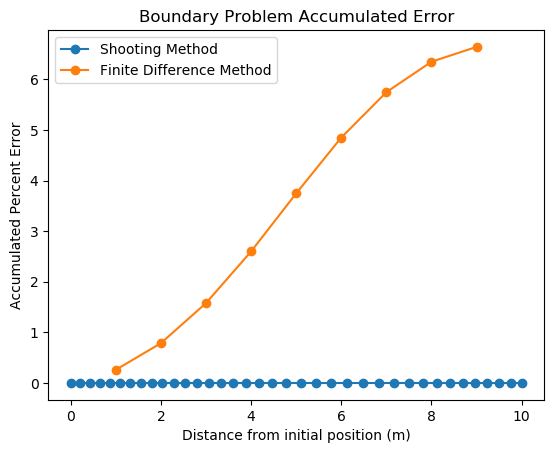 Boundary Problem Accumulated Error
Shooting Method
Finite Difference Method
Accumulated Percent Error
6
5
4
3
2
1
0
0 2 4 6 8 10
Distance from initial position (m)